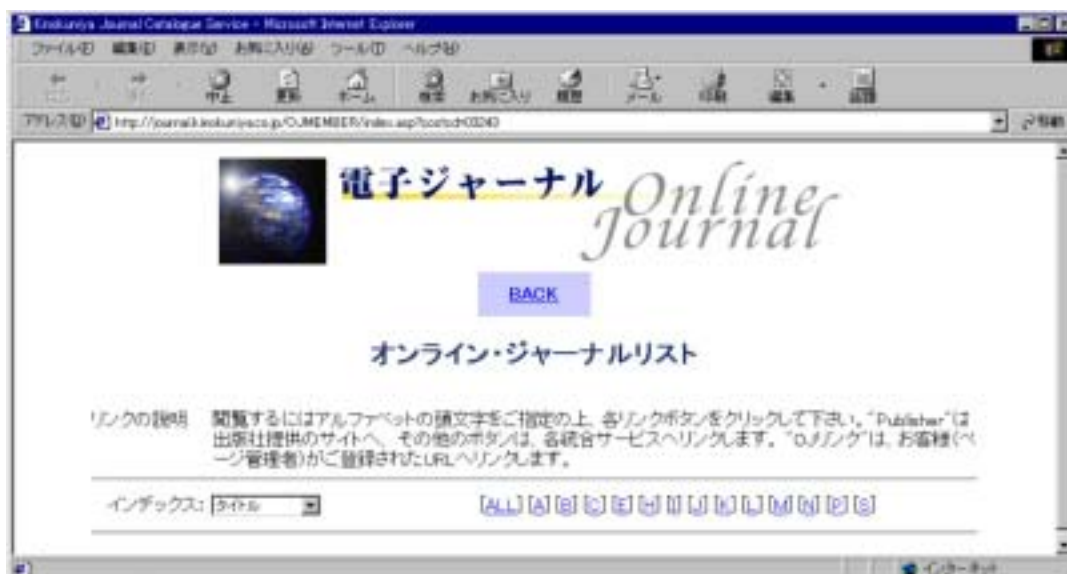 Kinokuniya Journal Catalogue Service - Microsoft Internet Explorer
ファイル(F) 編集(E) 表示(V) お気に入り(A) ツール(T) ヘルプ(H)
中止 更新 ホーム 検索 お気に入り 履歴 メール 印刷 編集
アドレス(D) 移動
電子ジャーナル Online Journal
BACK
オンライン・ジャーナルリスト
リンクの説明 閲覧するにはアルファベットの頭文字をご指定の上、各リンクボタンをクリックして下さい。"Publisher"は
出版社提供のサイトへ、その他のボタンは、各統合サービスへリンクします。"OJリンク"は、お客様(ペ
ージ管理者)がご登録されたURLへリンクします。
インデックス: タイトル [ALL] [A] [B] [C] [E] [H] [I] [J] [K] [L] [M] [N] [P] [S]
インターネット